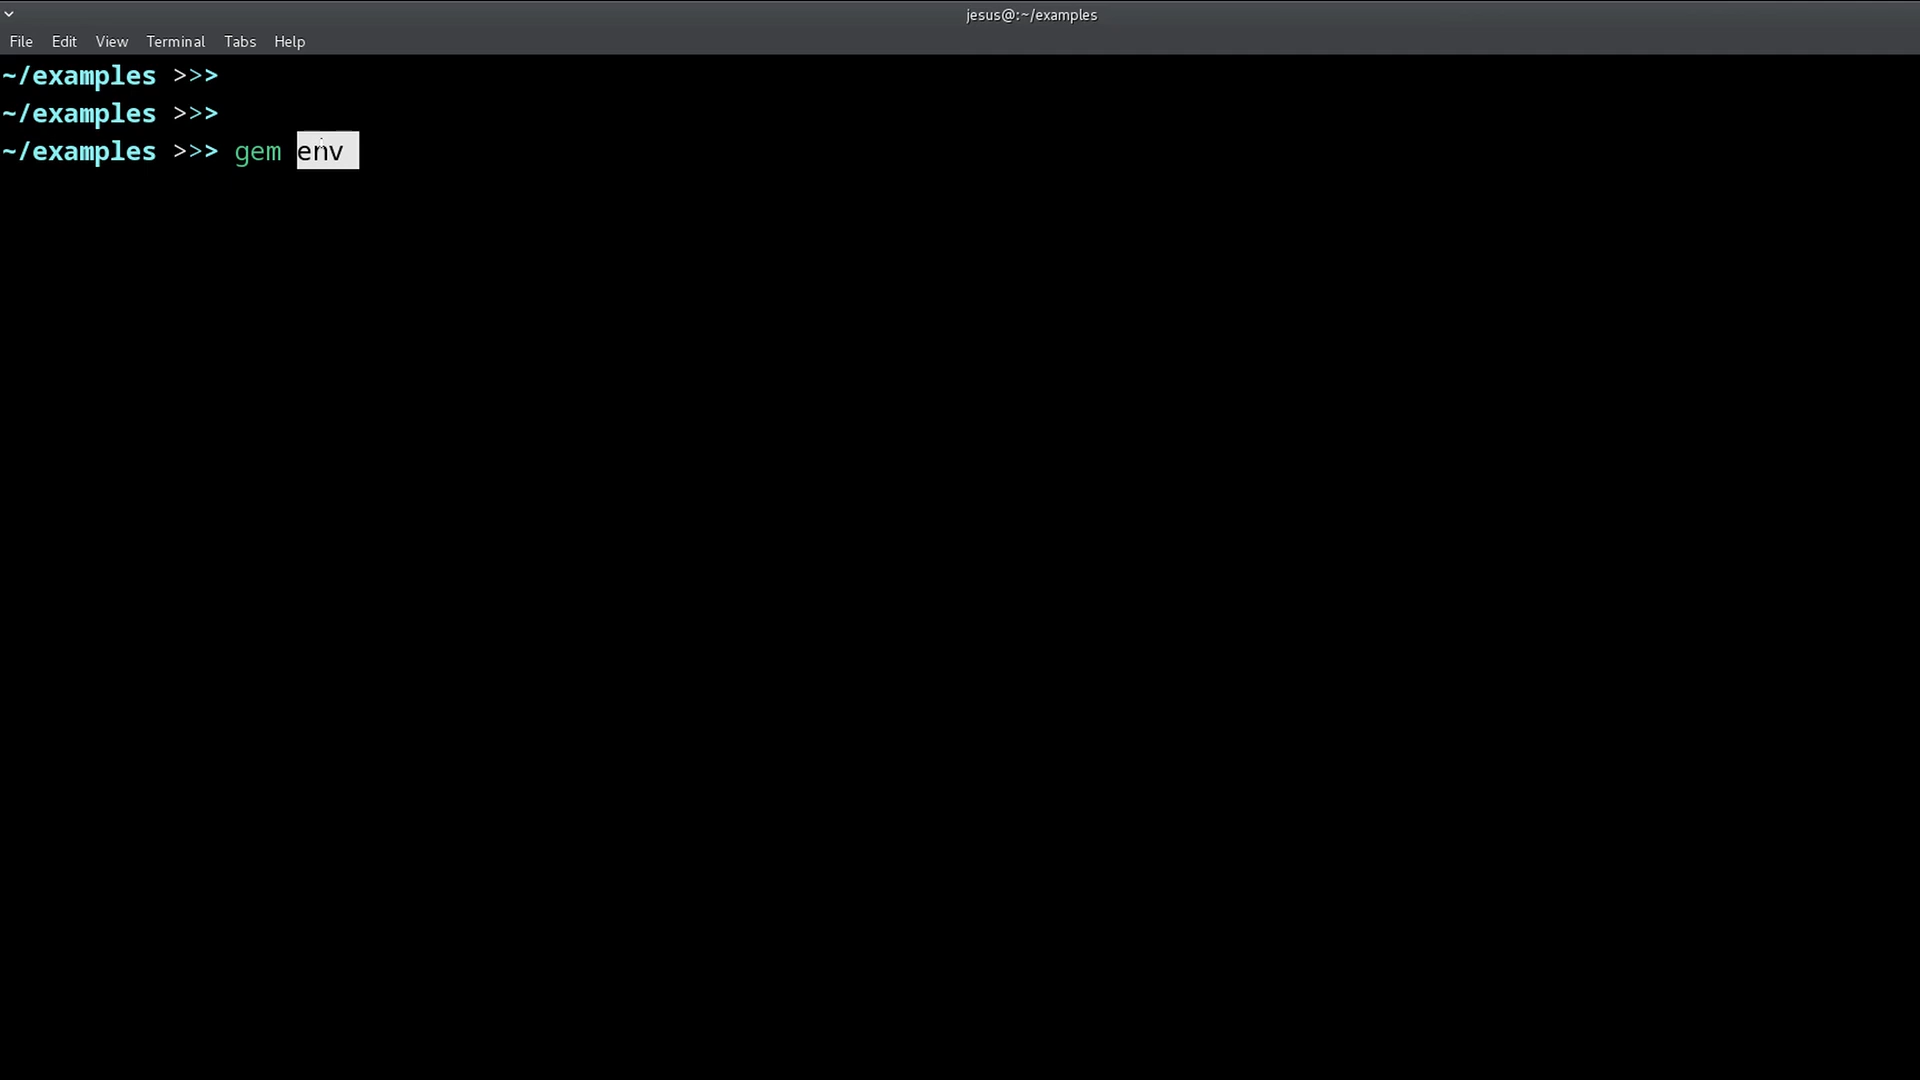 jesus@:~/examples
File Edit View Terminal Tabs Help
~/examples >>>
~/examples >>>
~/examples >>> gem env